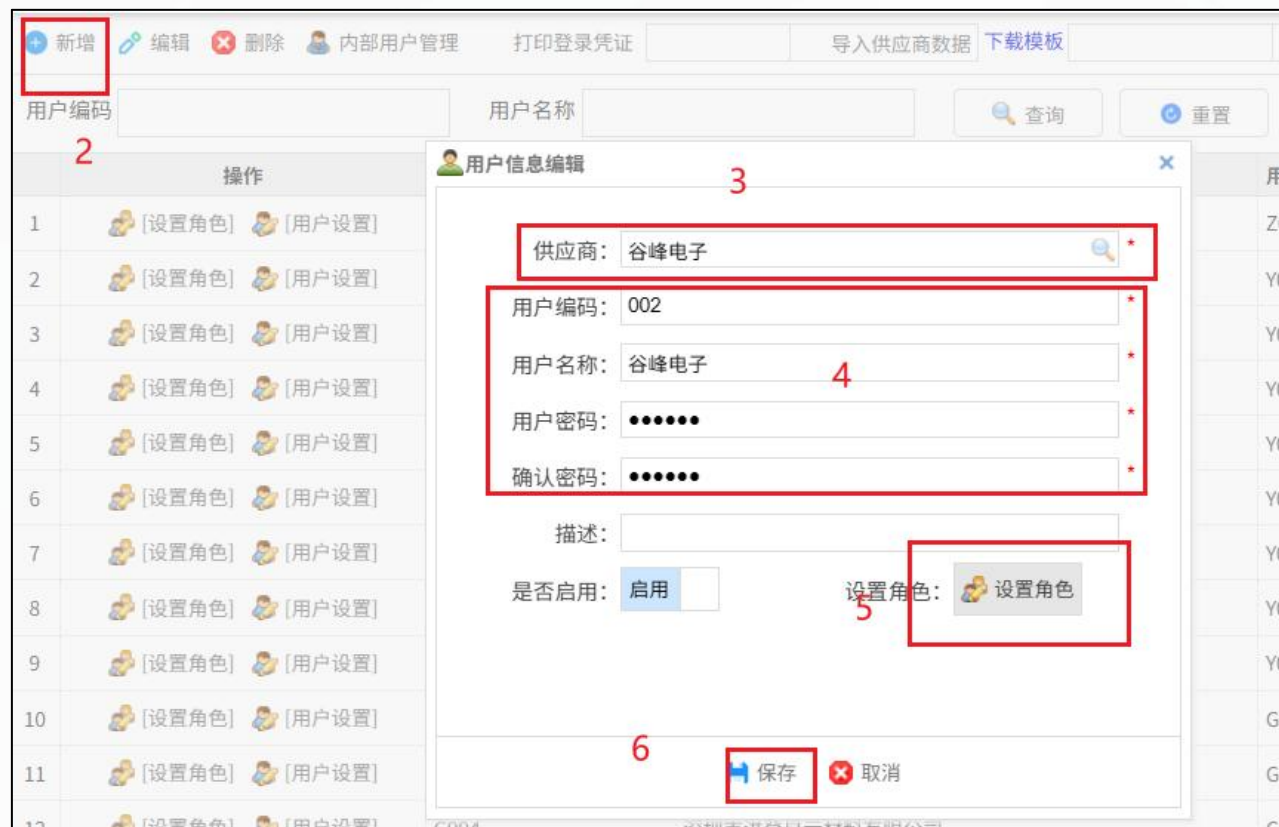 新增 编辑 删除 内部用户管理 打印登录凭证 导入供应商数据 下载模板
用户编码 用户名称 查询 重置
2
操作
用户信息编辑
3
供应商: 谷峰电子 *
用户编码: 002 *
用户名称: 谷峰电子 *
4
用户密码: ●●●●●● *
确认密码: ●●●●●● *
描述:
是否启用: 启用 设置角色: 设置角色
5
6
保存 取消
1 [设置角色] [用户设置]
2 [设置角色] [用户设置]
3 [设置角色] [用户设置]
4 [设置角色] [用户设置]
5 [设置角色] [用户设置]
6 [设置角色] [用户设置]
7 [设置角色] [用户设置]
8 [设置角色] [用户设置]
9 [设置角色] [用户设置]
10 [设置角色] [用户设置]
11 [设置角色] [用户设置]